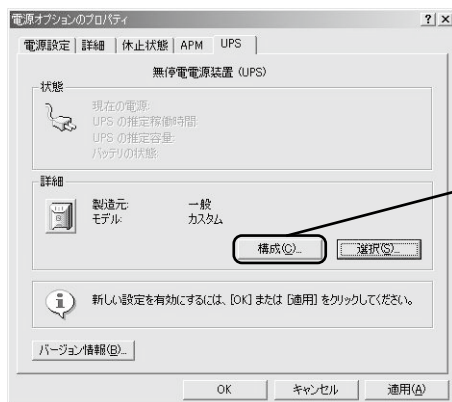 電源オプションのプロパティ
? ×
電源設定 詳細 休止状態 APM UPS
無停電電源装置 (UPS)
状態
現在の電源:
UPS の推定稼働時間:
UPS の推定容量:
バッテリの状態:
詳細
製造元: 一般
モデル: カスタム
構成(C)... 選択(S)...
新しい設定を有効にするには、[OK] または [適用] をクリックしてください。
バージョン情報(B)...
OK キャンセル 適用(A)